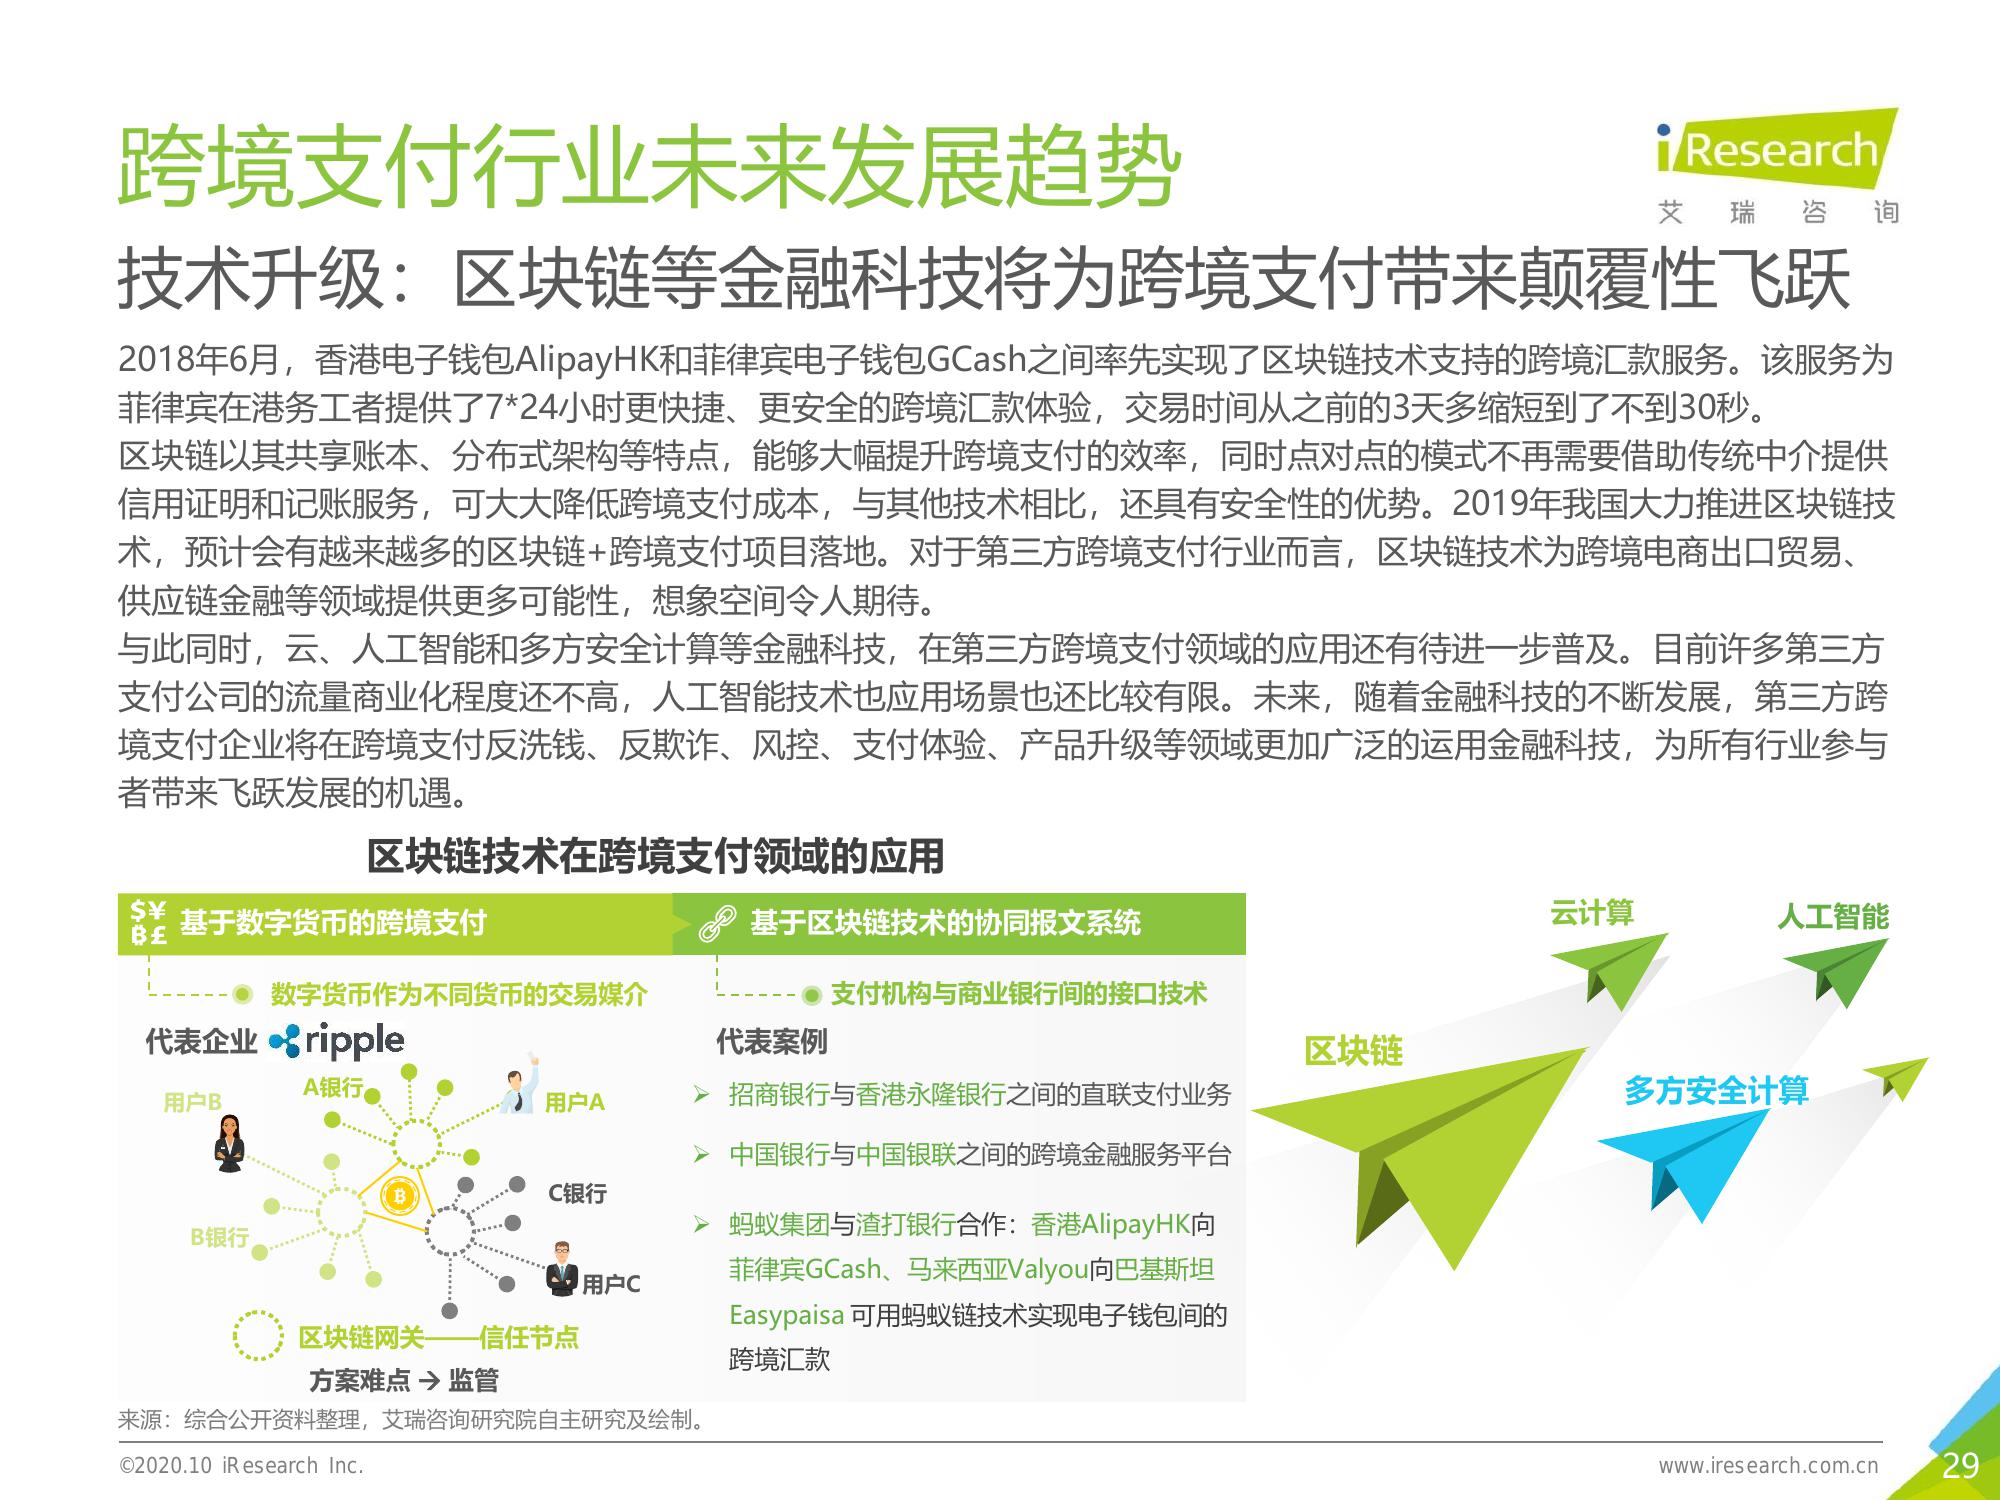 跨境支付行业未来发展趋势
iResearch
艾瑞咨询
技术升级：区块链等金融科技将为跨境支付带来颠覆性飞跃
2018年6月，香港电子钱包AlipayHK和菲律宾电子钱包GCash之间率先实现了区块链技术支持的跨境汇款服务。该服务为
菲律宾在港务工者提供了7*24小时更快捷、更安全的跨境汇款体验，交易时间从之前的3天多缩短到了不到30秒。
区块链以其共享账本、分布式架构等特点，能够大幅提升跨境支付的效率，同时点对点的模式不再需要借助传统中介提供
信用证明和记账服务，可大大降低跨境支付成本，与其他技术相比，还具有安全性的优势。2019年我国大力推进区块链技
术，预计会有越来越多的区块链+跨境支付项目落地。对于第三方跨境支付行业而言，区块链技术为跨境电商出口贸易、
供应链金融等领域提供更多可能性，想象空间令人期待。
与此同时，云、人工智能和多方安全计算等金融科技，在第三方跨境支付领域的应用还有待进一步普及。目前许多第三方
支付公司的流量商业化程度还不高，人工智能技术也应用场景也还比较有限。未来，随着金融科技的不断发展，第三方跨
境支付企业将在跨境支付反洗钱、反欺诈、风控、支付体验、产品升级等领域更加广泛的运用金融科技，为所有行业参与
者带来飞跃发展的机遇。
区块链技术在跨境支付领域的应用
$¥
฿£
基于数字货币的跨境支付
数字货币作为不同货币的交易媒介
代表企业 ripple
A银行
用户A
用户B
B银行
C银行
用户C
区块链网关——信任节点
方案难点→监管
基于区块链技术的协同报文系统
支付机构与商业银行间的接口技术
代表案例
➢ 招商银行与香港永隆银行之间的直联支付业务
➢ 中国银行与中国银联之间的跨境金融服务平台
➢ 蚂蚁集团与渣打银行合作：香港AlipayHK向
菲律宾GCash、马来西亚Valyou向巴基斯坦
Easypaisa 可用蚂蚁链技术实现电子钱包间的
跨境汇款
云计算
人工智能
区块链
多方安全计算
来源：综合公开资料整理，艾瑞咨询研究院自主研究及绘制。
©2020.10 iResearch Inc.
www.iresearch.com.cn
29